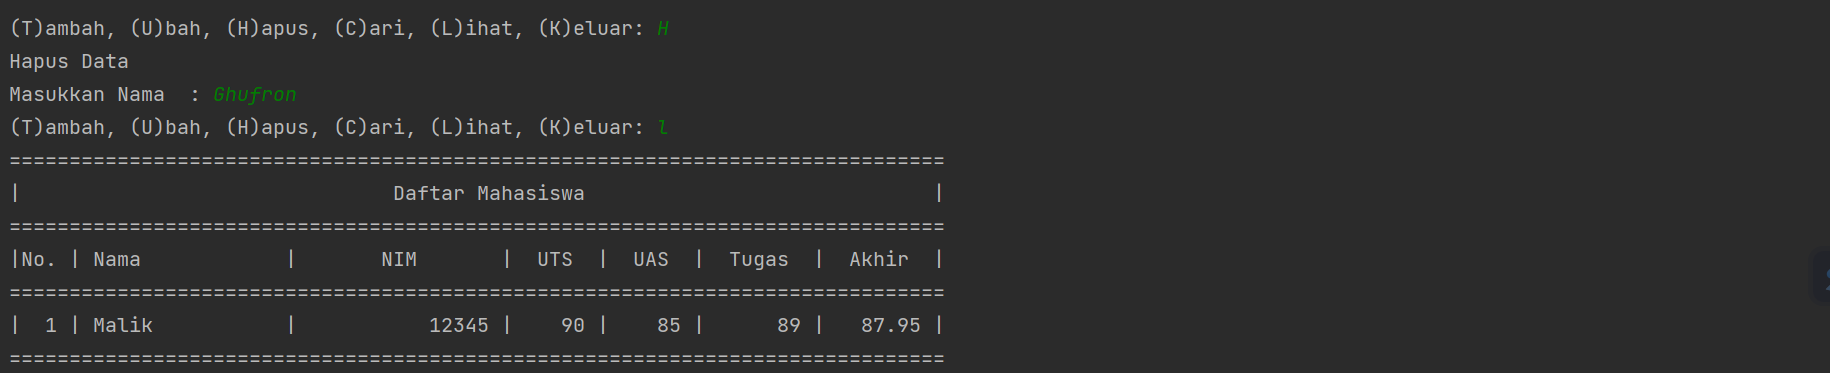 (T)ambah, (U)bah, (H)apus, (C)ari, (L)ihat, (K)eluar: H
Hapus Data
Masukkan Nama  : Ghufron
(T)ambah, (U)bah, (H)apus, (C)ari, (L)ihat, (K)eluar: l
==============================================================================
|                               Daftar Mahasiswa                             |
==============================================================================
|No. | Nama            |       NIM       |  UTS  |  UAS  |  Tugas  |  Akhir  |
==============================================================================
|  1 | Malik           |           12345 |    90 |    85 |      89 |   87.95 |
==============================================================================